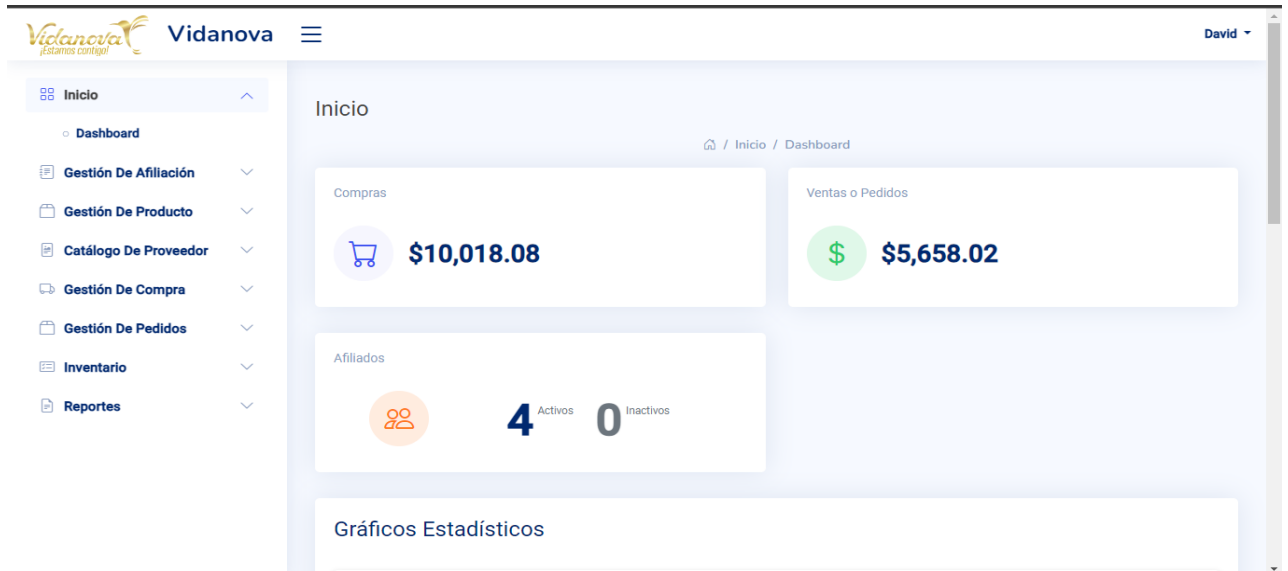 Vidanova
¡Estamos contigo!
Vidanova
David
Inicio
Dashboard
Gestión De Afiliación
Gestión De Producto
Catálogo De Proveedor
Gestión De Compra
Gestión De Pedidos
Inventario
Reportes
Inicio
/ Inicio / Dashboard
Compras
$10,018.08
Ventas o Pedidos
$ $5,658.02
Afiliados
4 Activos 0 Inactivos
Gráficos Estadísticos